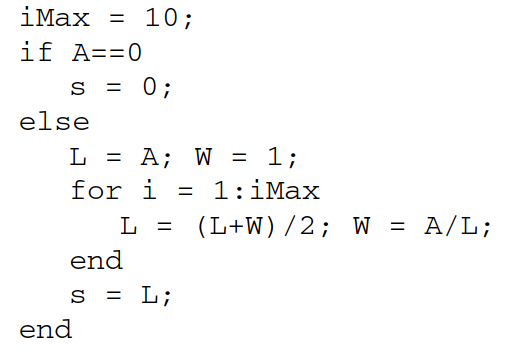 iMax = 10;
if A==0
   s = 0;
else
   L = A; W = 1;
   for i = 1:iMax
      L = (L+W)/2; W = A/L;
   end
   s = L;
end